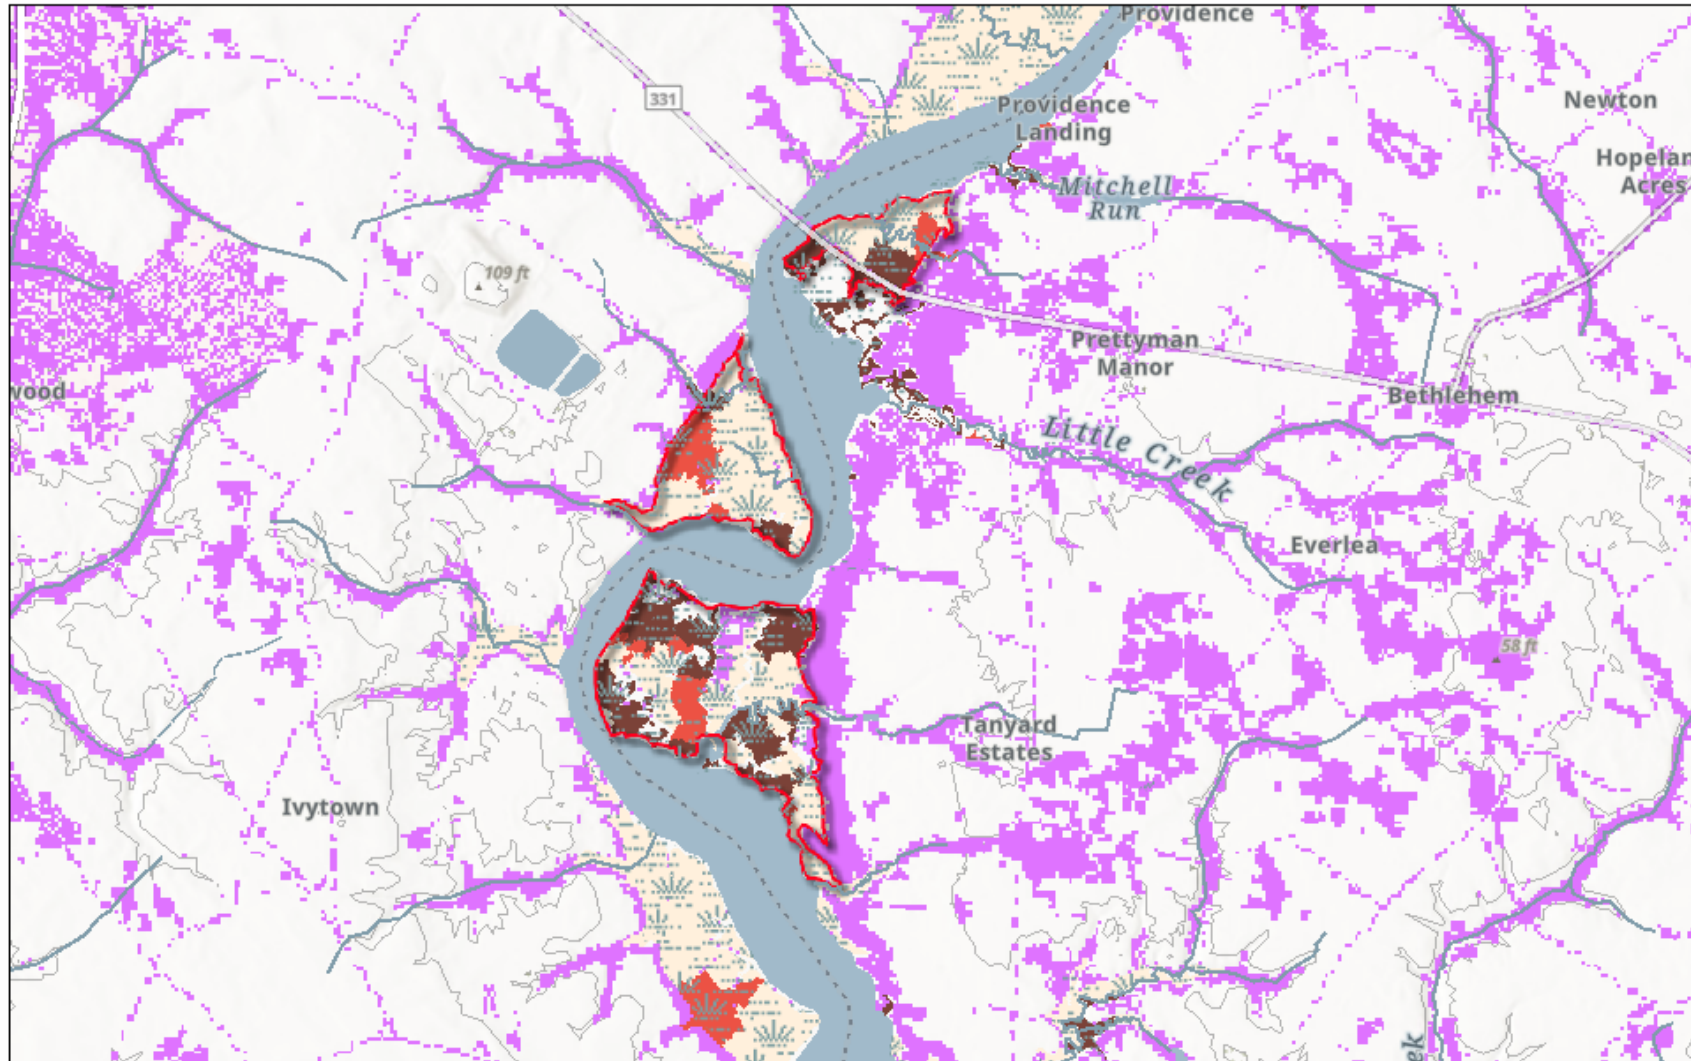 Providence
331
Providence
Landing
Newton
Hopelan
Acres
Mitchell
Run
109 ft
Prettyman
Manor
wood
Bethlehem
Little Creek
Everlea
58 ft
Tanyard
Estates
Ivytown
ek